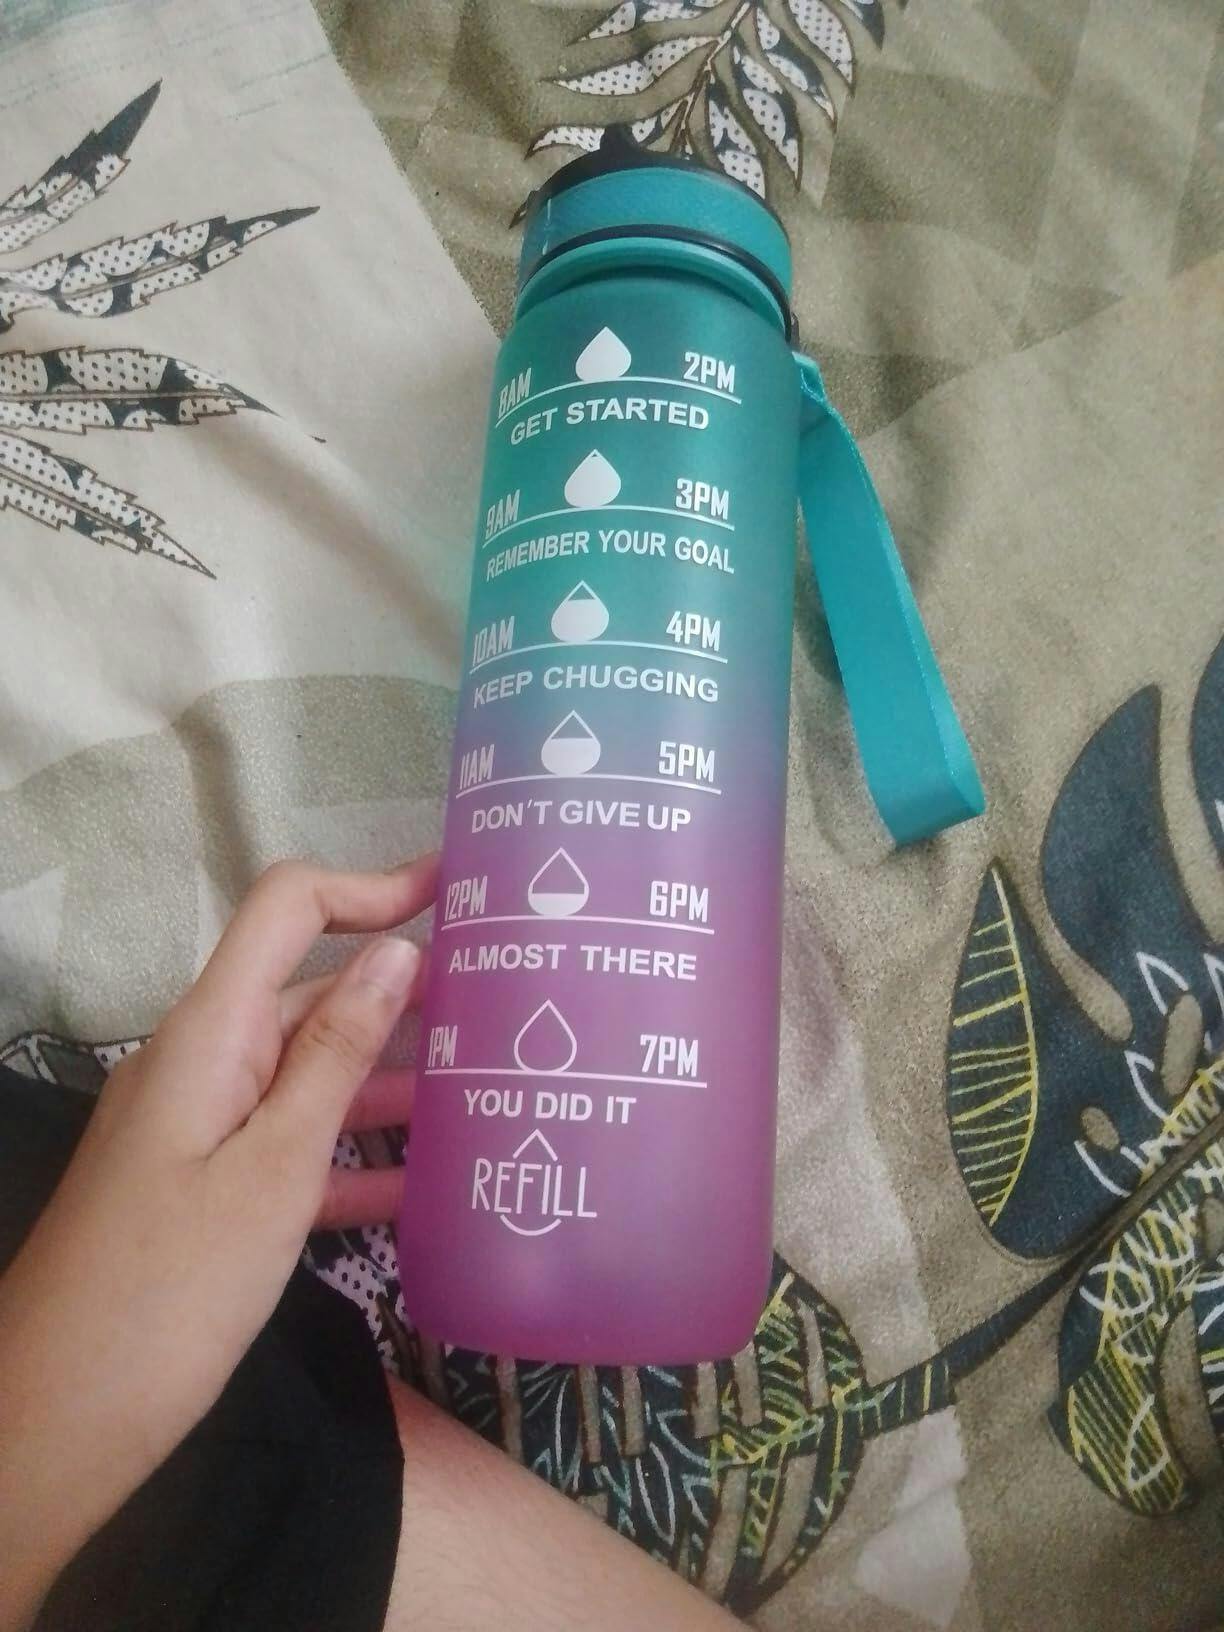 8AM 2PM
GET STARTED
9AM 3PM
REMEMBER YOUR GOAL
10AM 4PM
KEEP CHUGGING
11AM 5PM
DON'T GIVE UP
12PM 6PM
ALMOST THERE
1PM 7PM
YOU DID IT
REFILL